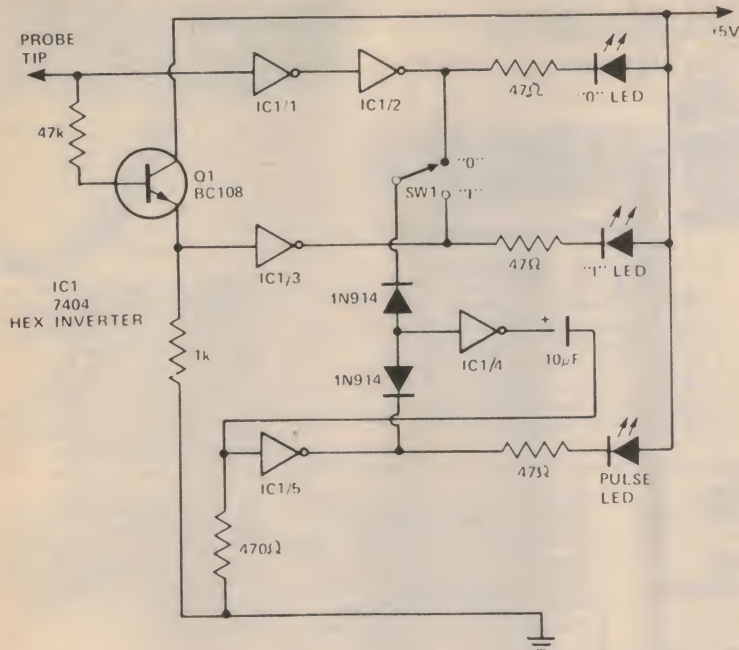 +5V
PROBE
TIP
47Ω
"0" LED
IC1/1
IC1/2
47k
"0"
Q1
BC108
SW1
"1"
47Ω
"1" LED
IC1/3
1N914
IC1
7404
HEX INVERTER
+
10µF
IC1/4
1k
1N914
47Ω
PULSE
LED
IC1/5
470Ω